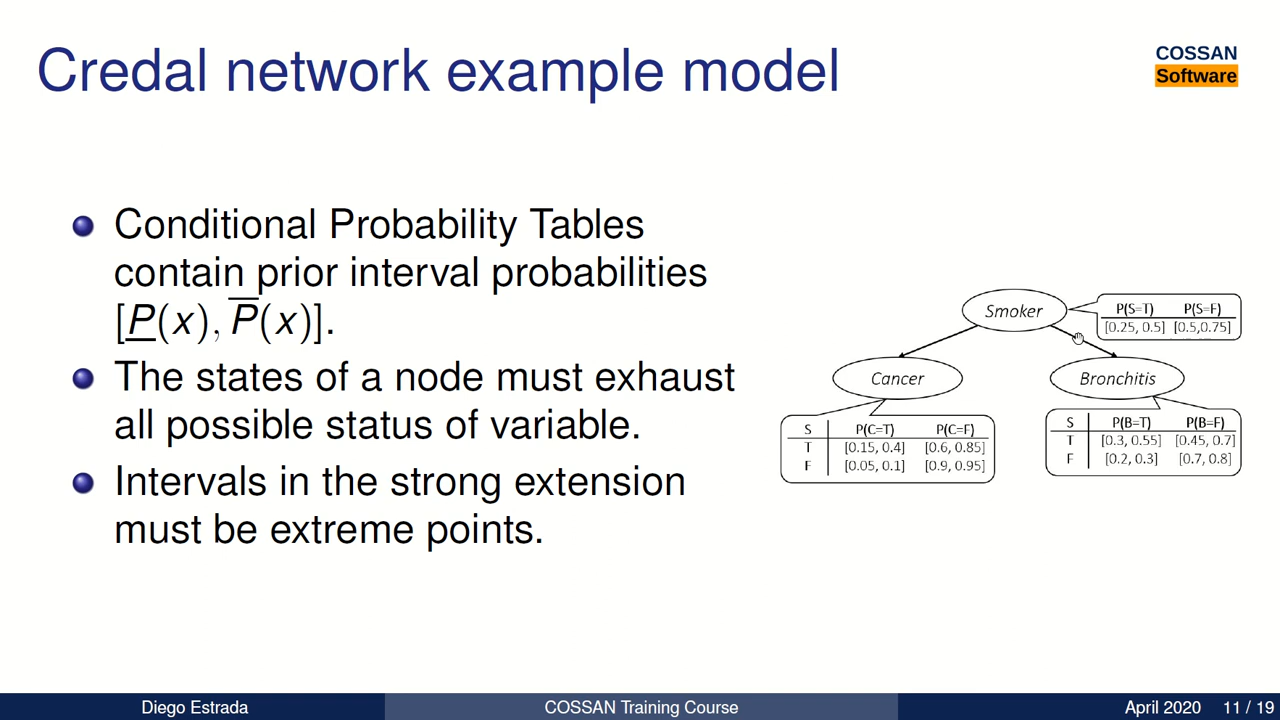 Credal network example model
COSSAN
Software
Conditional Probability Tables
contain prior interval probabilities
[P̲(x), P̅(x)].
The states of a node must exhaust
all possible status of variable.
Intervals in the strong extension
must be extreme points.
Smoker
P(S=T) P(S=F)
[0.25, 0.5] [0.5,0.75]
Cancer
Bronchitis
S P(C=T) P(C=F)
T [0.15, 0.4] [0.6, 0.85]
F [0.05, 0.1] [0.9, 0.95]
S P(B=T) P(B=F)
T [0.3, 0.55] [0.45, 0.7]
F [0.2, 0.3] [0.7, 0.8]
Diego Estrada COSSAN Training Course April 2020 11 / 19